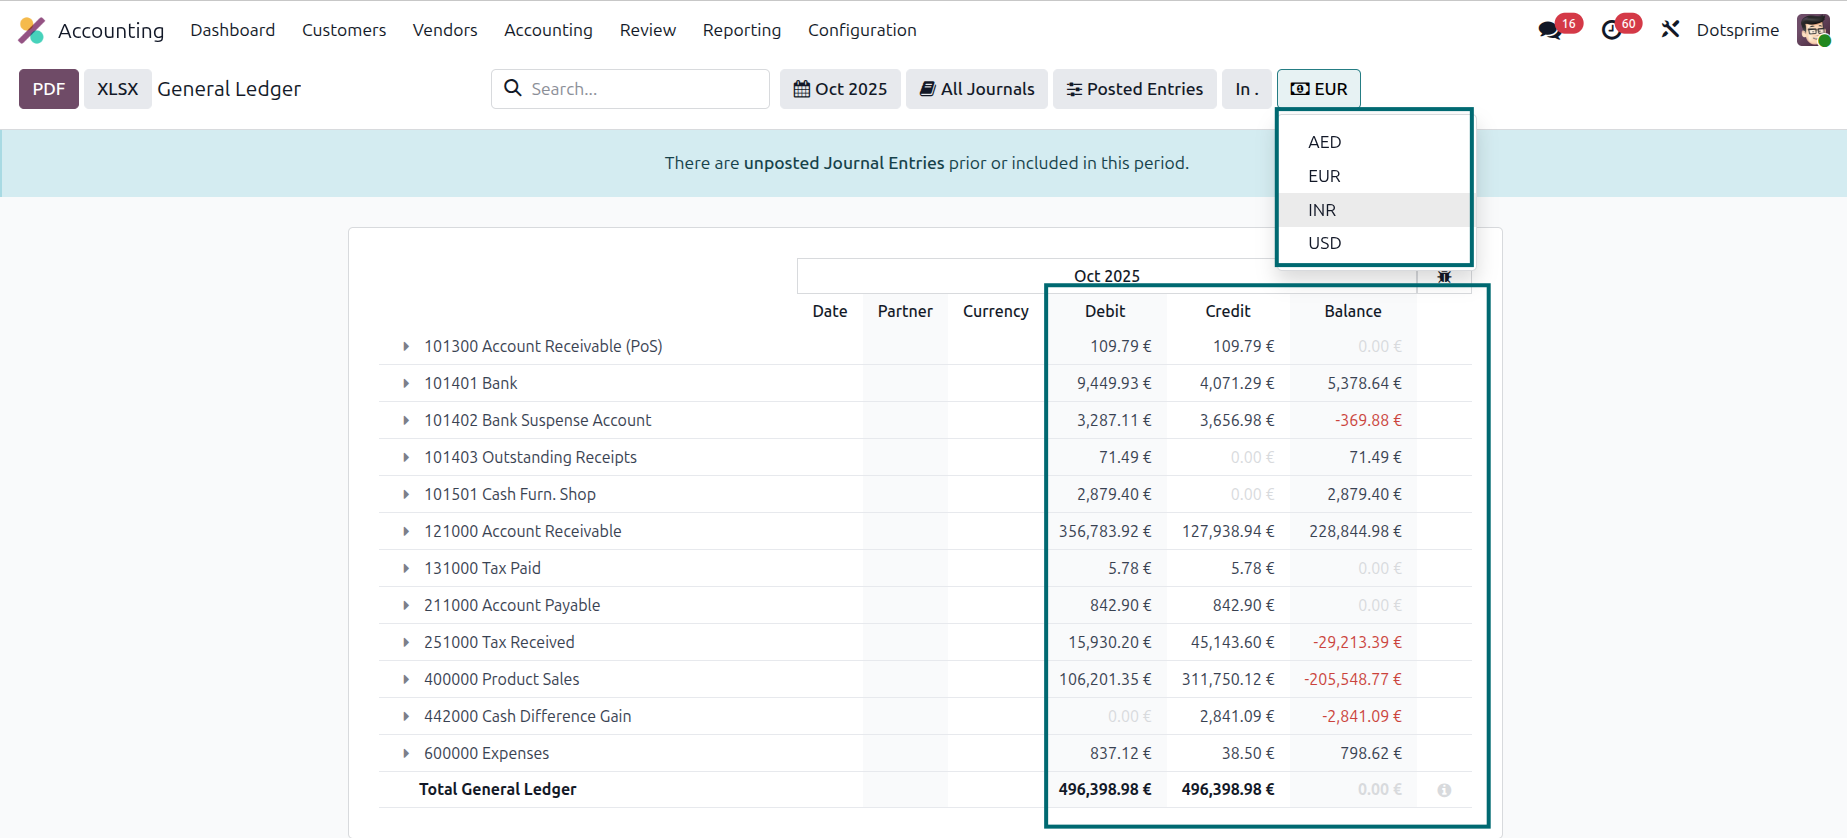 Accounting Dashboard Customers Vendors Accounting Review Reporting Configuration 16 60 Dotsprime
PDF XLSX General Ledger Search... Oct 2025 All Journals Posted Entries In . EUR
AED
EUR
INR
USD
There are unposted Journal Entries prior or included in this period.
Oct 2025
Date Partner Currency Debit Credit Balance
101300 Account Receivable (PoS) 109.79 € 109.79 € 0.00 €
101401 Bank 9,449.93 € 4,071.29 € 5,378.64 €
101402 Bank Suspense Account 3,287.11 € 3,656.98 € -369.88 €
101403 Outstanding Receipts 71.49 € 0.00 € 71.49 €
101501 Cash Furn. Shop 2,879.40 € 0.00 € 2,879.40 €
121000 Account Receivable 356,783.92 € 127,938.94 € 228,844.98 €
131000 Tax Paid 5.78 € 5.78 € 0.00 €
211000 Account Payable 842.90 € 842.90 € 0.00 €
251000 Tax Received 15,930.20 € 45,143.60 € -29,213.39 €
400000 Product Sales 106,201.35 € 311,750.12 € -205,548.77 €
442000 Cash Difference Gain 0.00 € 2,841.09 € -2,841.09 €
600000 Expenses 837.12 € 38.50 € 798.62 €
Total General Ledger 496,398.98 € 496,398.98 € 0.00 €